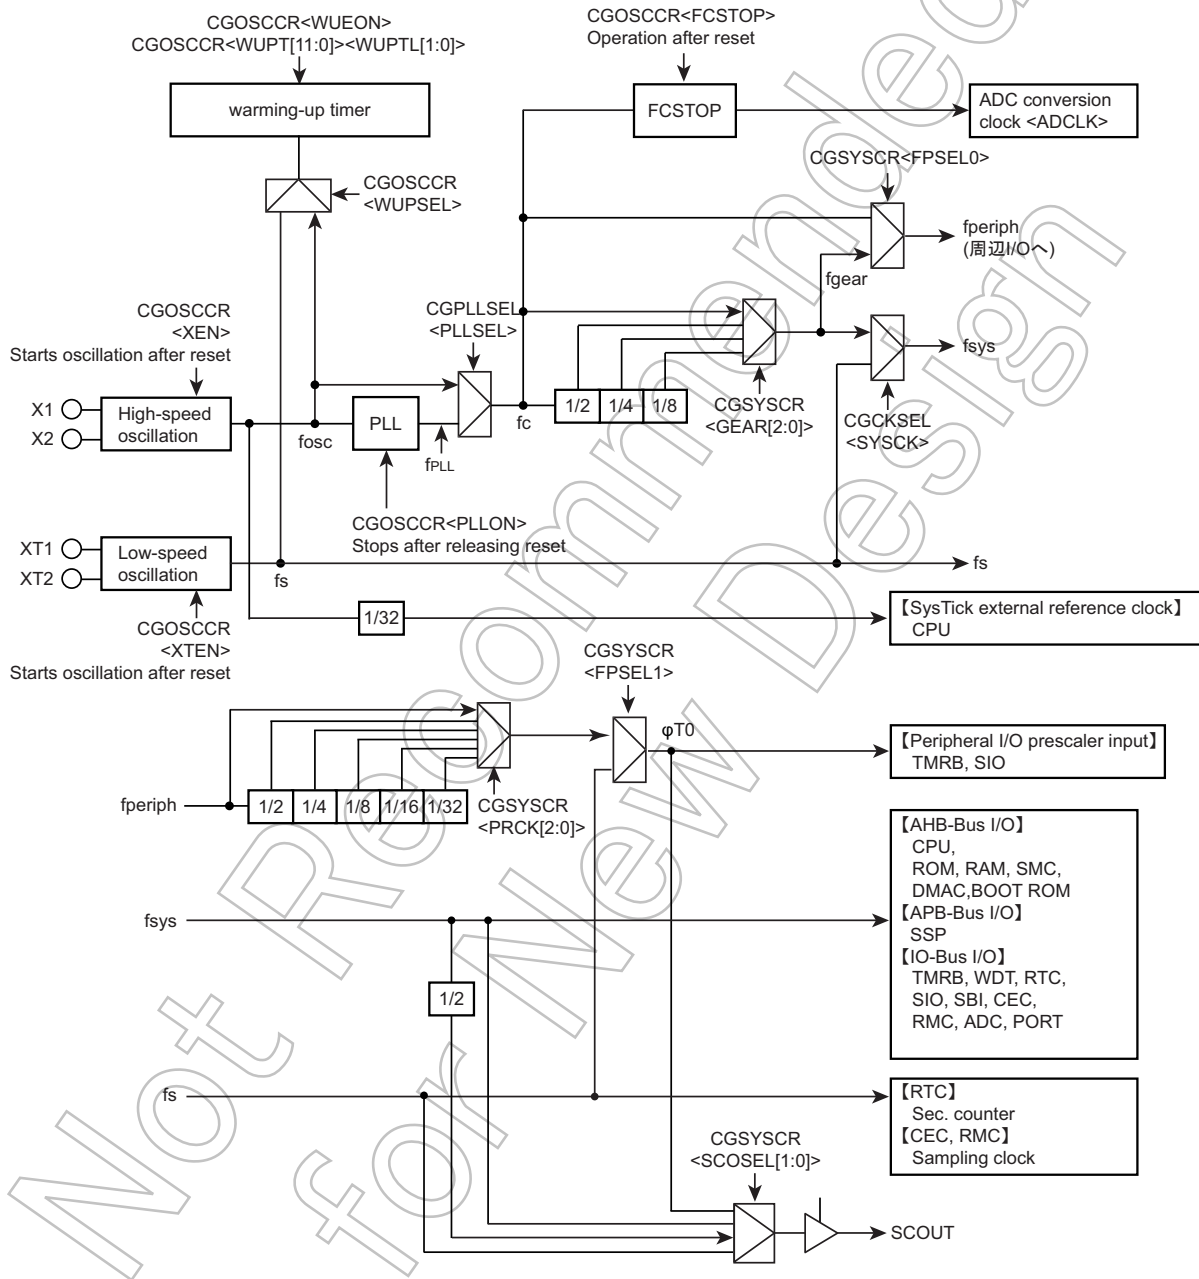 CGOSCCR<WUEON>
CGOSCCR<WUPT[11:0]><WUPTL[1:0]>
warming-up timer
CGOSCCR
<WUPSEL>
CGOSCCR<FCSTOP>
Operation after reset
FCSTOP
ADC conversion
clock <ADCLK>
CGSYSCR<FPSEL0>
fperiph
(周辺I/Oへ)
fgear
CGOSCCR
<XEN>
Starts oscillation after reset
CGPLLSEL
<PLLSEL>
fsys
X1
X2
High-speed
oscillation
fosc
PLL
fPLL
fc
1/2
1/4
1/8
CGSYSCR
<GEAR[2:0]>
CGCKSEL
<SYSCK>
CGOSCCR<PLLON>
Stops after releasing reset
XT1
XT2
Low-speed
oscillation
fs
fs
CGOSCCR
<XTEN>
Starts oscillation after reset
1/32
【SysTick external reference clock】
CPU
CGSYSCR
<FPSEL1>
φT0
【Peripheral I/O prescaler input】
TMRB, SIO
fperiph
1/2
1/4
1/8
1/16
1/32
CGSYSCR
<PRCK[2:0]>
fsys
1/2
【AHB-Bus I/O】
CPU,
ROM, RAM, SMC,
DMAC,BOOT ROM
【APB-Bus I/O】
SSP
【IO-Bus I/O】
TMRB, WDT, RTC,
SIO, SBI, CEC,
RMC, ADC, PORT
fs
【RTC】
Sec. counter
【CEC, RMC】
Sampling clock
CGSYSCR
<SCOSEL[1:0]>
SCOUT
Not Recommended
for New Design